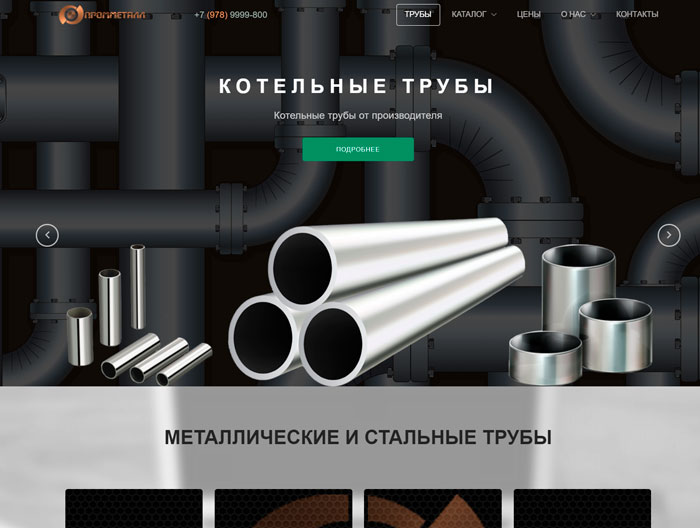 ПРОММЕТАЛЛ
+7 (978) 9999-800
ТРУБЫ
КАТАЛОГ
ЦЕНЫ
О НАС
КОНТАКТЫ
КОТЕЛЬНЫЕ ТРУБЫ
Котельные трубы от производителя
ПОДРОБНЕЕ
МЕТАЛЛИЧЕСКИЕ И СТАЛЬНЫЕ ТРУБЫ